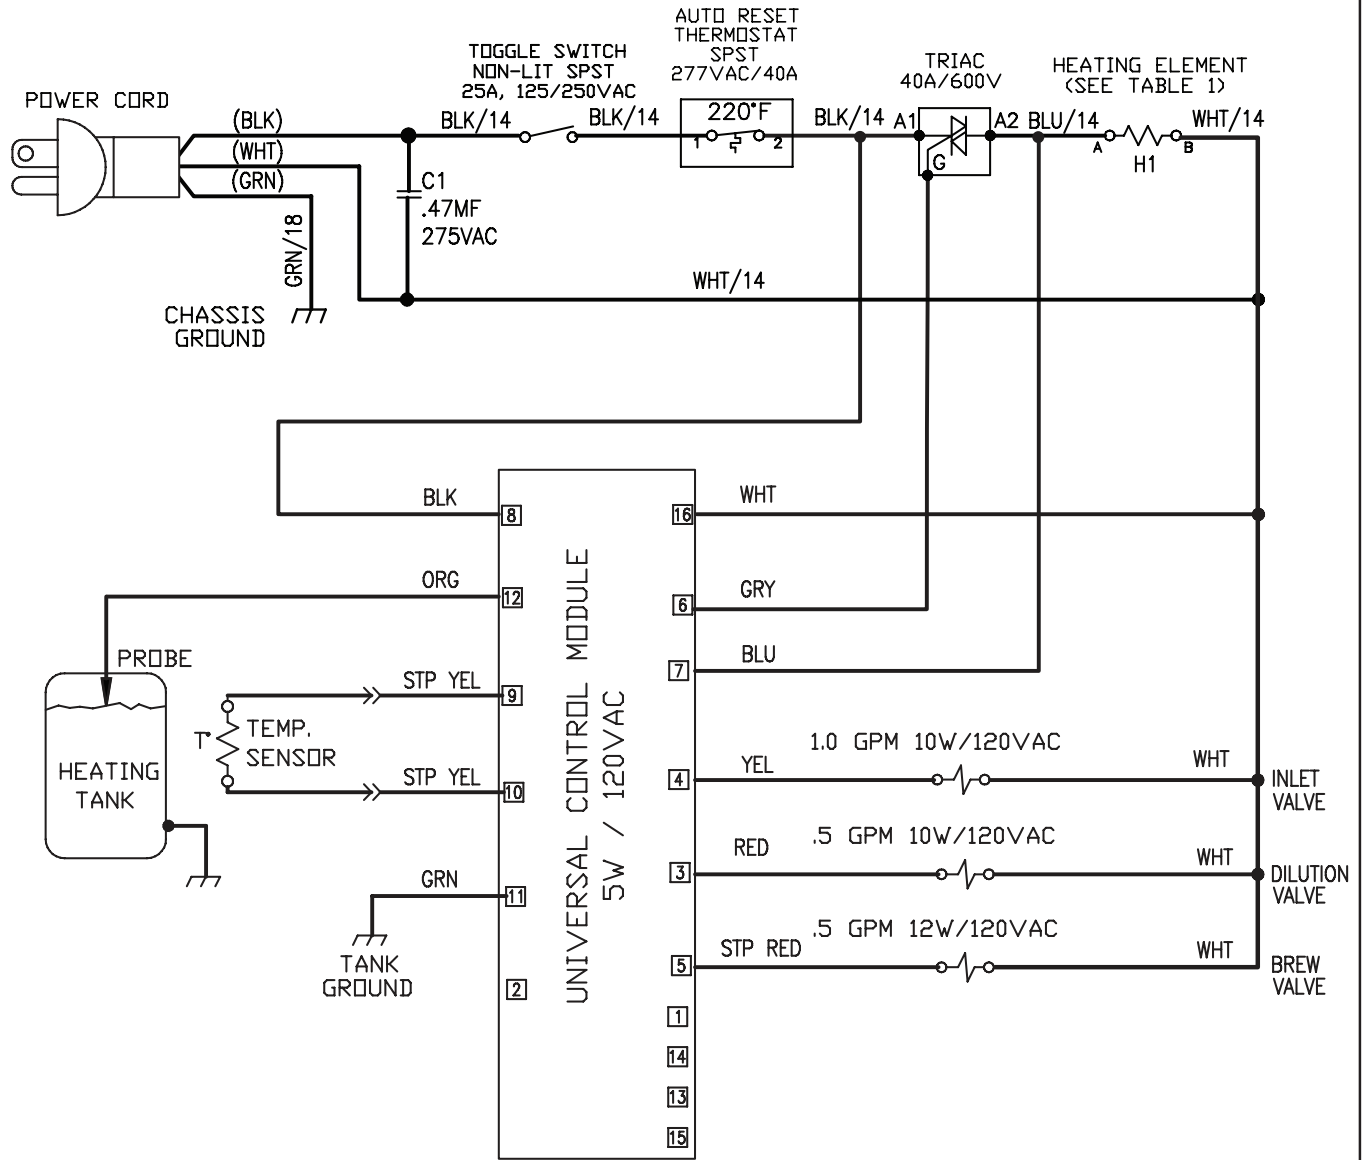 AUTO RESET
THERMOSTAT
SPST
277VAC/40A
TOGGLE SWITCH
NON-LIT SPST
25A, 125/250VAC
TRIAC
40A/600V
HEATING ELEMENT
(SEE TABLE 1)
POWER CORD
(BLK)
(WHT)
(GRN)
BLK/14
BLK/14
220°F
1
2
BLK/14
A1
A2
G
BLU/14
A
B
H1
WHT/14
C1
.47MF
275VAC
GRN/18
CHASSIS
GROUND
WHT/14
BLK
8
16
WHT
ORG
12
6
GRY
PROBE
7
BLU
STP YEL
9
T°
TEMP.
SENSOR
STP YEL
10
HEATING
TANK
UNIVERSAL CONTROL MODULE
5W / 120VAC
1.0 GPM 10W/120VAC
4
YEL
WHT
INLET
VALVE
.5 GPM 10W/120VAC
3
RED
WHT
DILUTION
VALVE
GRN
11
TANK
GROUND
.5 GPM 12W/120VAC
5
STP RED
WHT
BREW
VALVE
2
1
14
13
15